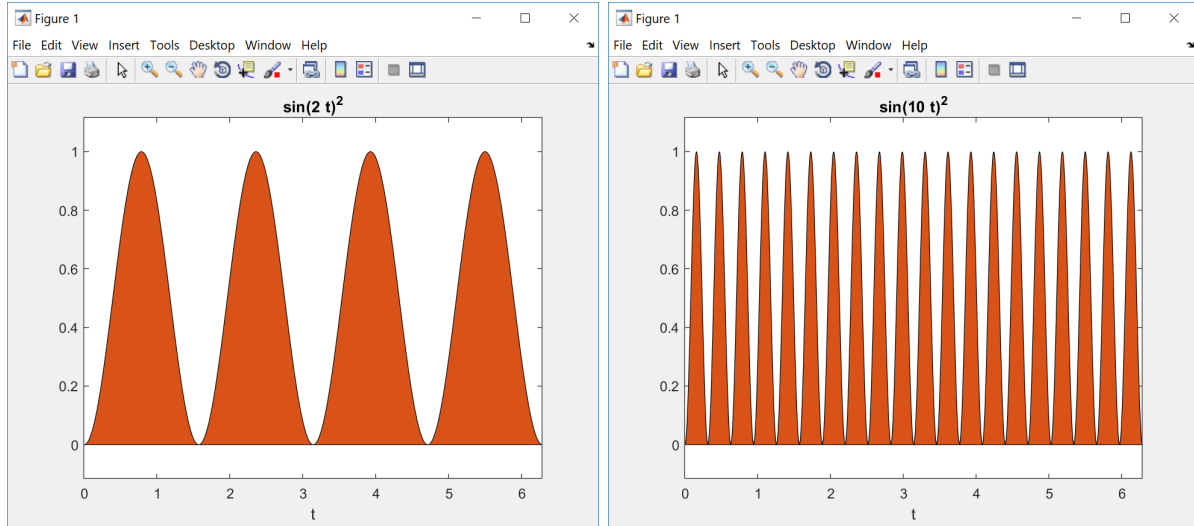 Figure 1
File Edit View Insert Tools Desktop Window Help
sin(2 t)²
1
0.8
0.6
0.4
0.2
0
0 1 2 3 4 5 6
t
Figure 1
File Edit View Insert Tools Desktop Window Help
sin(10 t)²
1
0.8
0.6
0.4
0.2
0
0 1 2 3 4 5 6
t